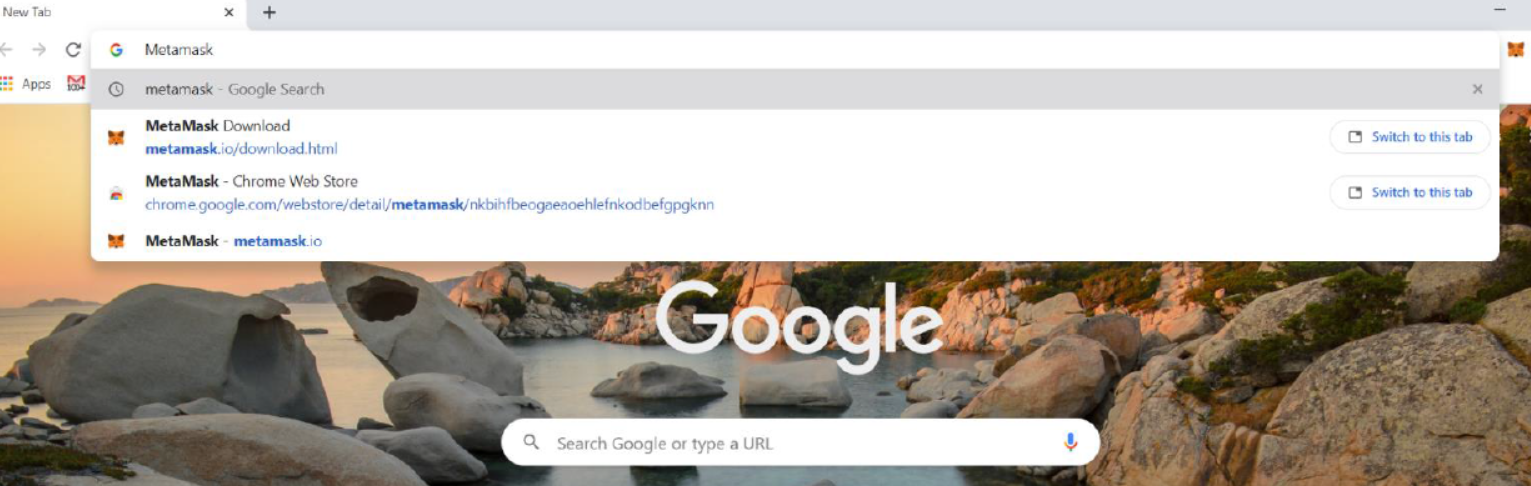 New Tab
Metamask
Apps
100+
metamask - Google Search
MetaMask Download
metamask.io/download.html
Switch to this tab
MetaMask - Chrome Web Store
chrome.google.com/webstore/detail/metamask/nkbihfbeogaeaoehlefnkodbefgpgknn
Switch to this tab
MetaMask - metamask.io
Google
Search Google or type a URL